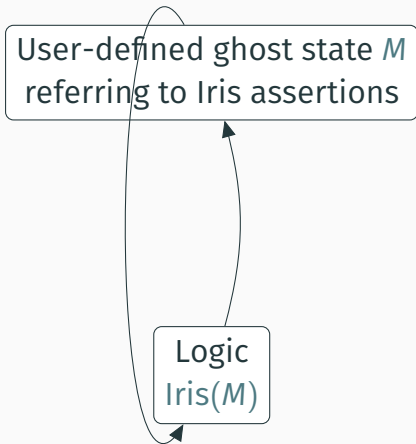 User-defined ghost state M
referring to Iris assertions
Logic
Iris(M)